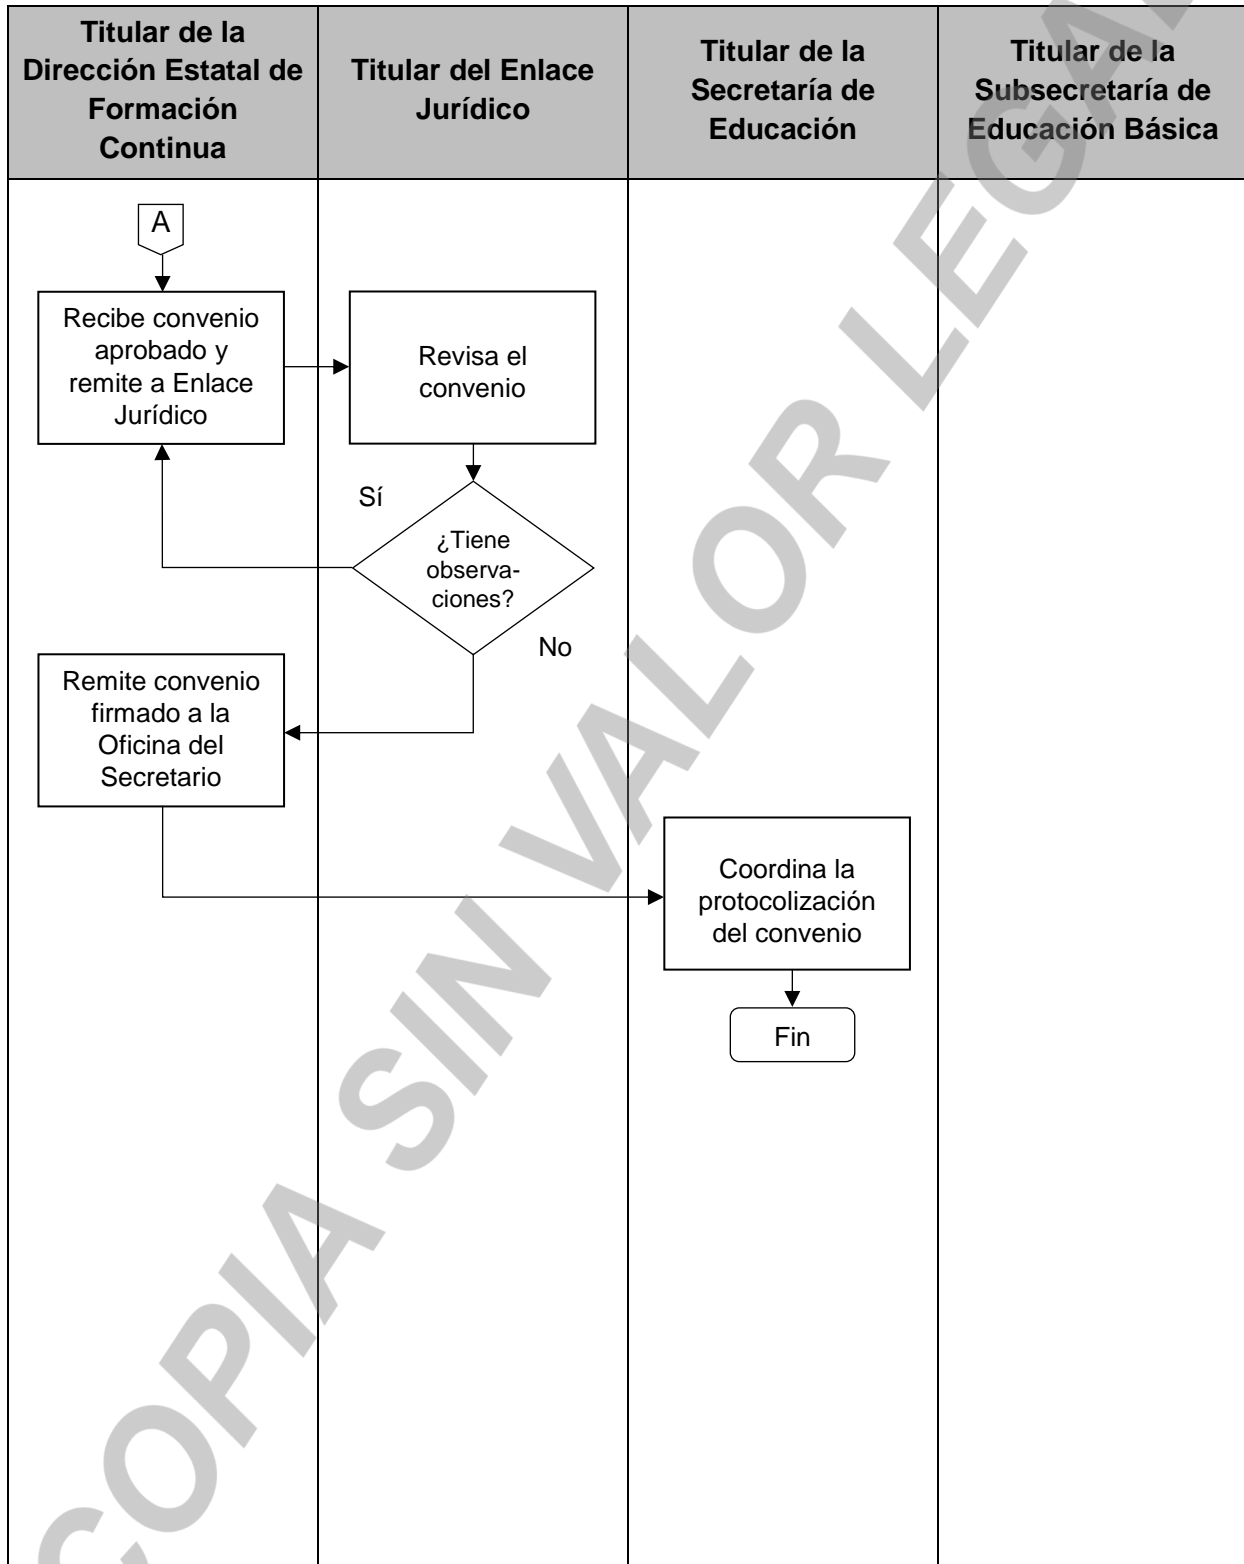 Titular de la
Dirección Estatal de
Formación
Continua
Titular del Enlace
Jurídico
Titular de la
Secretaría de
Educación
Titular de la
Subsecretaría de
Educación Básica
A
Recibe convenio
aprobado y
remite a Enlace
Jurídico
Revisa el
convenio
Sí
¿Tiene
observa-
ciones?
No
Remite convenio
firmado a la
Oficina del
Secretario
Coordina la
protocolización
del convenio
Fin
COPIA SIN VALOR LEGAL